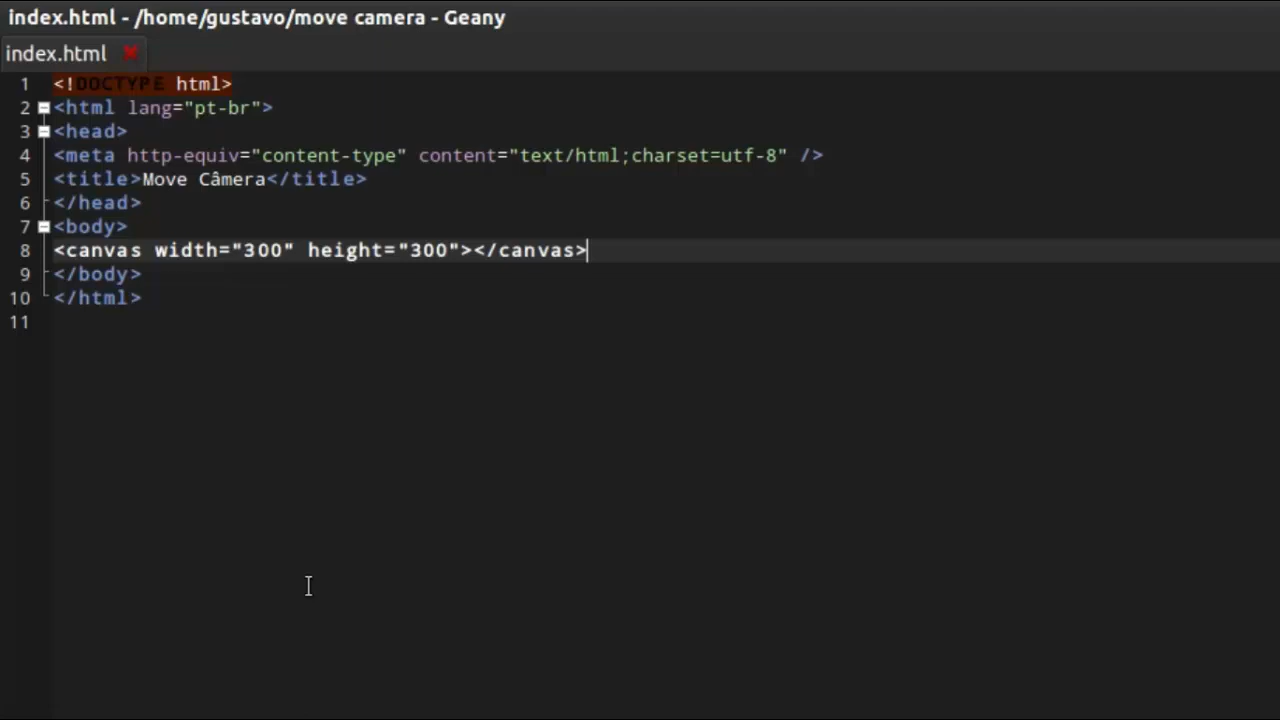 index.html - /home/gustavo/move camera - Geany
index.html
1 <!DOCTYPE html>
2 <html lang="pt-br">
3 <head>
4 <meta http-equiv="content-type" content="text/html;charset=utf-8" />
5 <title>Move Câmera</title>
6 </head>
7 <body>
8 <canvas width="300" height="300"></canvas>
9 </body>
10 </html>
11